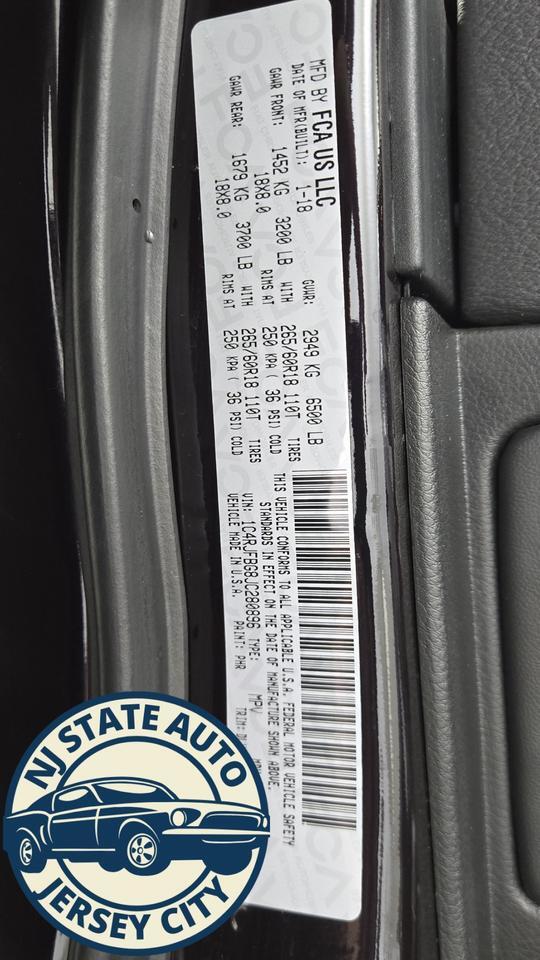 MFD BY FCA US LLC
DATE OF MFR(BUILT): 1-18 GVWR: 2949 KG 6500 LB
GAWR FRONT: 1452 KG 3200 LB WITH 265/60R18 110T TIRES
18X8.0 RIMS AT 250 KPA ( 36 PSI) COLD
GAWR REAR: 1679 KG 3700 LB WITH 265/60R18 110T TIRES
18X8.0 RIMS AT 250 KPA ( 36 PSI) COLD
THIS VEHICLE CONFORMS TO ALL APPLICABLE U.S.A. FEDERAL MOTOR VEHICLE SAFETY
STANDARDS IN EFFECT ON THE DATE OF MANUFACTURE SHOWN ABOVE.
VIN: 1C4RJFBG8JC280896 TYPE: MPV
VEHICLE MADE IN U.S.A. PAINT: PHR TRIM:
NJ STATE AUTO
JERSEY CITY